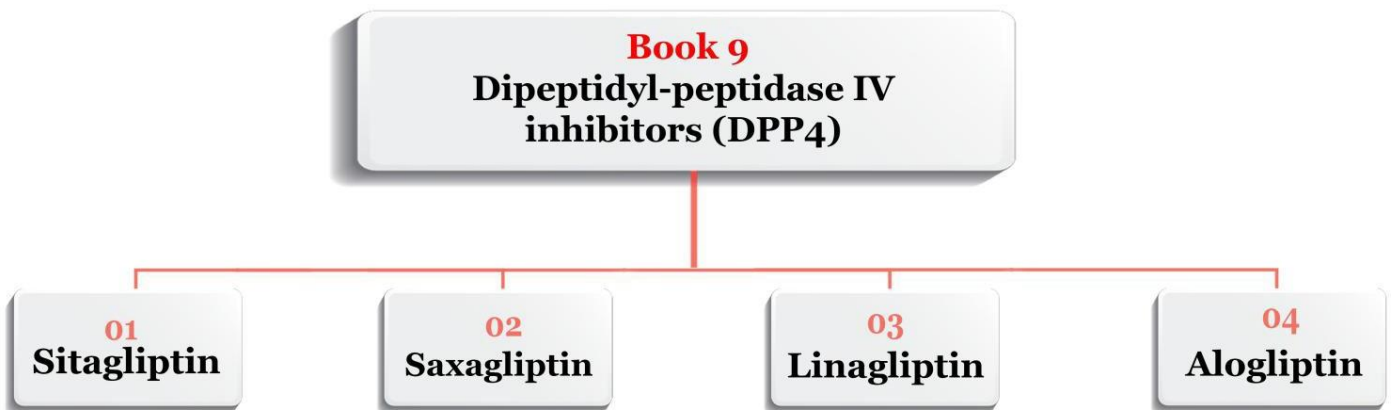 Book 9
Dipeptidyl-peptidase IV
inhibitors (DPP4)
01
Sitagliptin
02
Saxagliptin
03
Linagliptin
04
Alogliptin